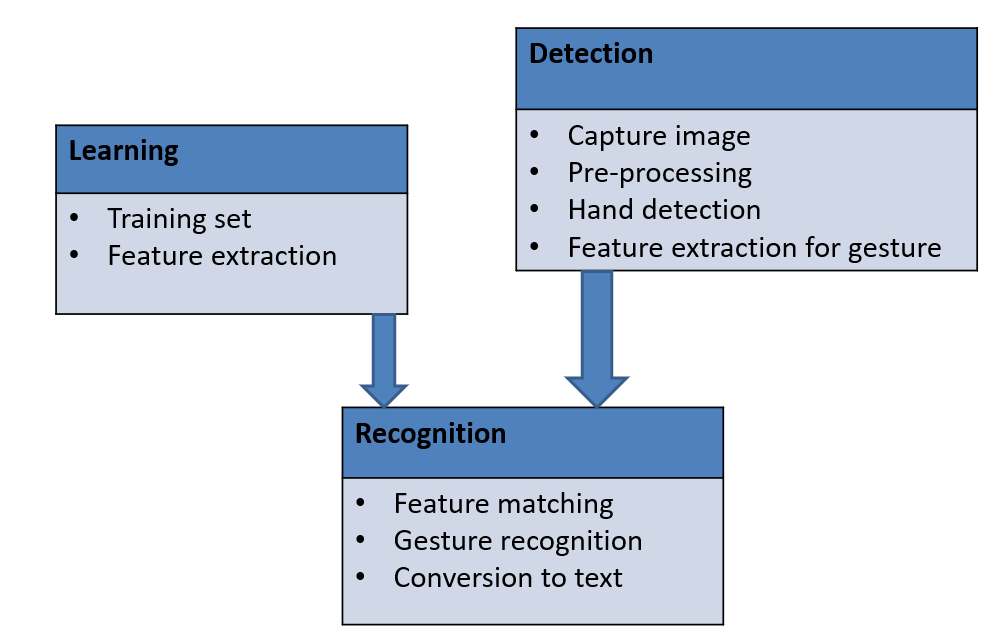 Detection
• Capture image
• Pre-processing
• Hand detection
• Feature extraction for gesture
Learning
• Training set
• Feature extraction
Recognition
• Feature matching
• Gesture recognition
• Conversion to text